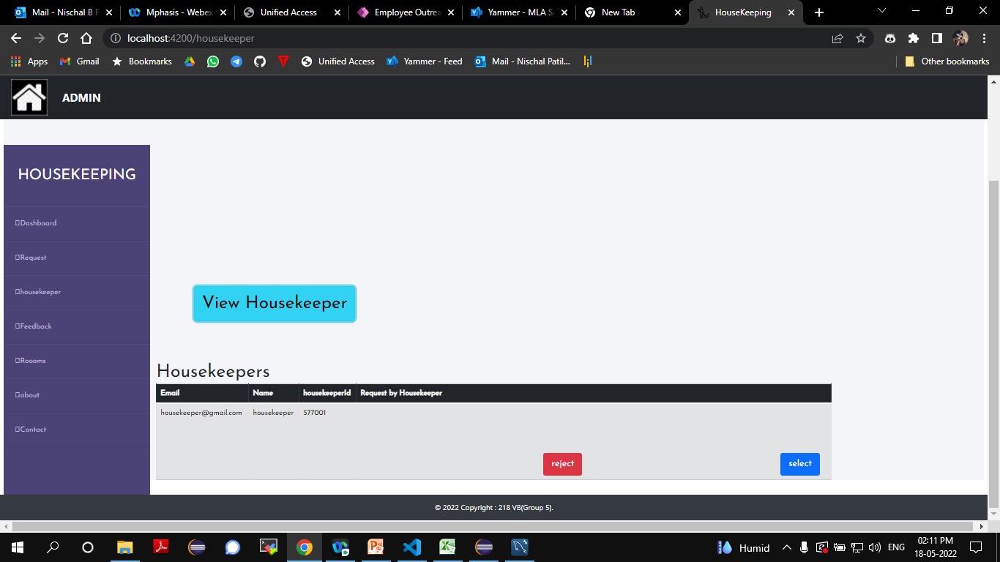 Mail - Nischal B P
Mphasis - Webex
Unified Access
Employee Outrea
Yammer - MLA Si
New Tab
HouseKeeping
localhost:4200/housekeeper
Apps
Gmail
Bookmarks
Unified Access
Yammer - Feed
Mail - Nischal Patil...
Other bookmarks
ADMIN
HOUSEKEEPING
Dashboard
Request
housekeeper
Feedback
Roooms
about
Contact
View Housekeeper
Housekeepers
Email Name housekeeperId Request by Housekeeper
housekeeper@gmail.com housekeeper 577001
reject select
© 2022 Copyright : 218 VB(Group 5).
Humid
ENG
02:11 PM
18-05-2022